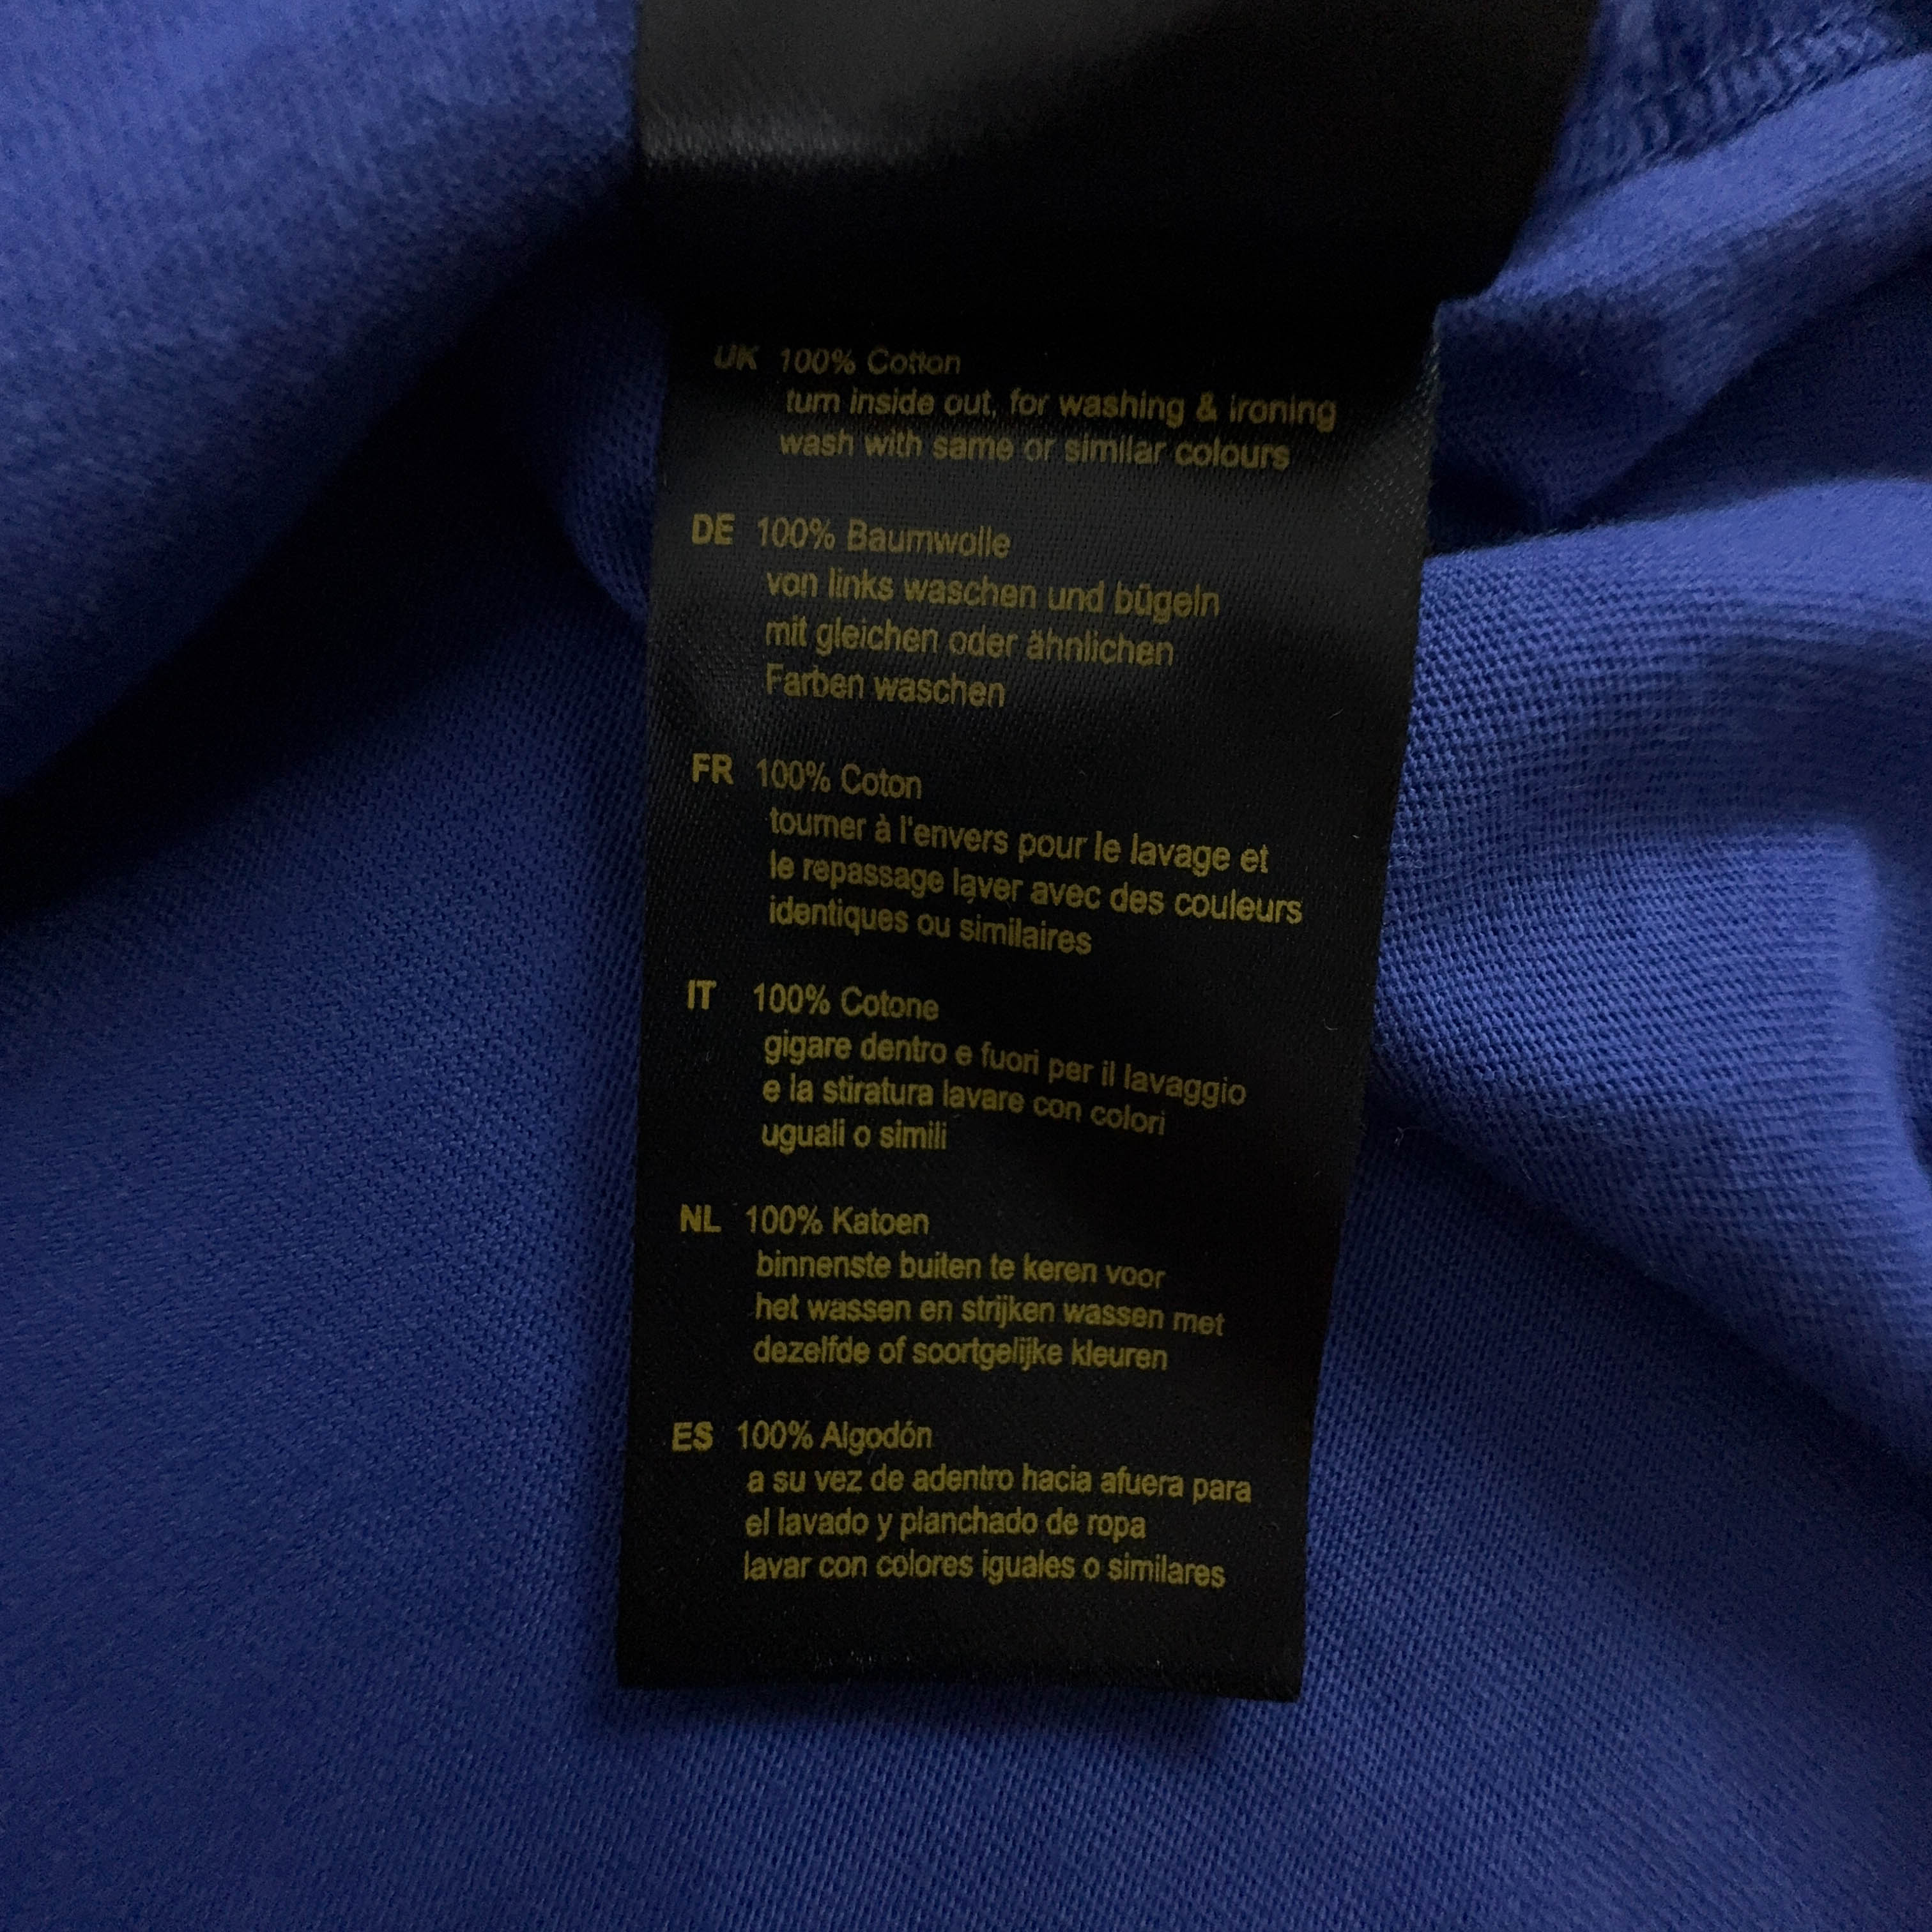 UK 100% Cotton
turn inside out, for washing & ironing
wash with same or similar colours
DE 100% Baumwolle
von links waschen und bügeln
mit gleichen oder ähnlichen
Farben waschen
FR 100% Coton
tourner à l'envers pour le lavage et
le repassage laver avec des couleurs
identiques ou similaires
IT 100% Cotone
gigare dentro e fuori per il lavaggio
e la stiratura lavare con colori
uguali o simili
NL 100% Katoen
binnenste buiten te keren voor
het wassen en strijken wassen met
dezelfde of soortgelijke kleuren
ES 100% Algodón
a su vez de adentro hacia afuera para
el lavado y planchado de ropa
lavar con colores iguales o similares